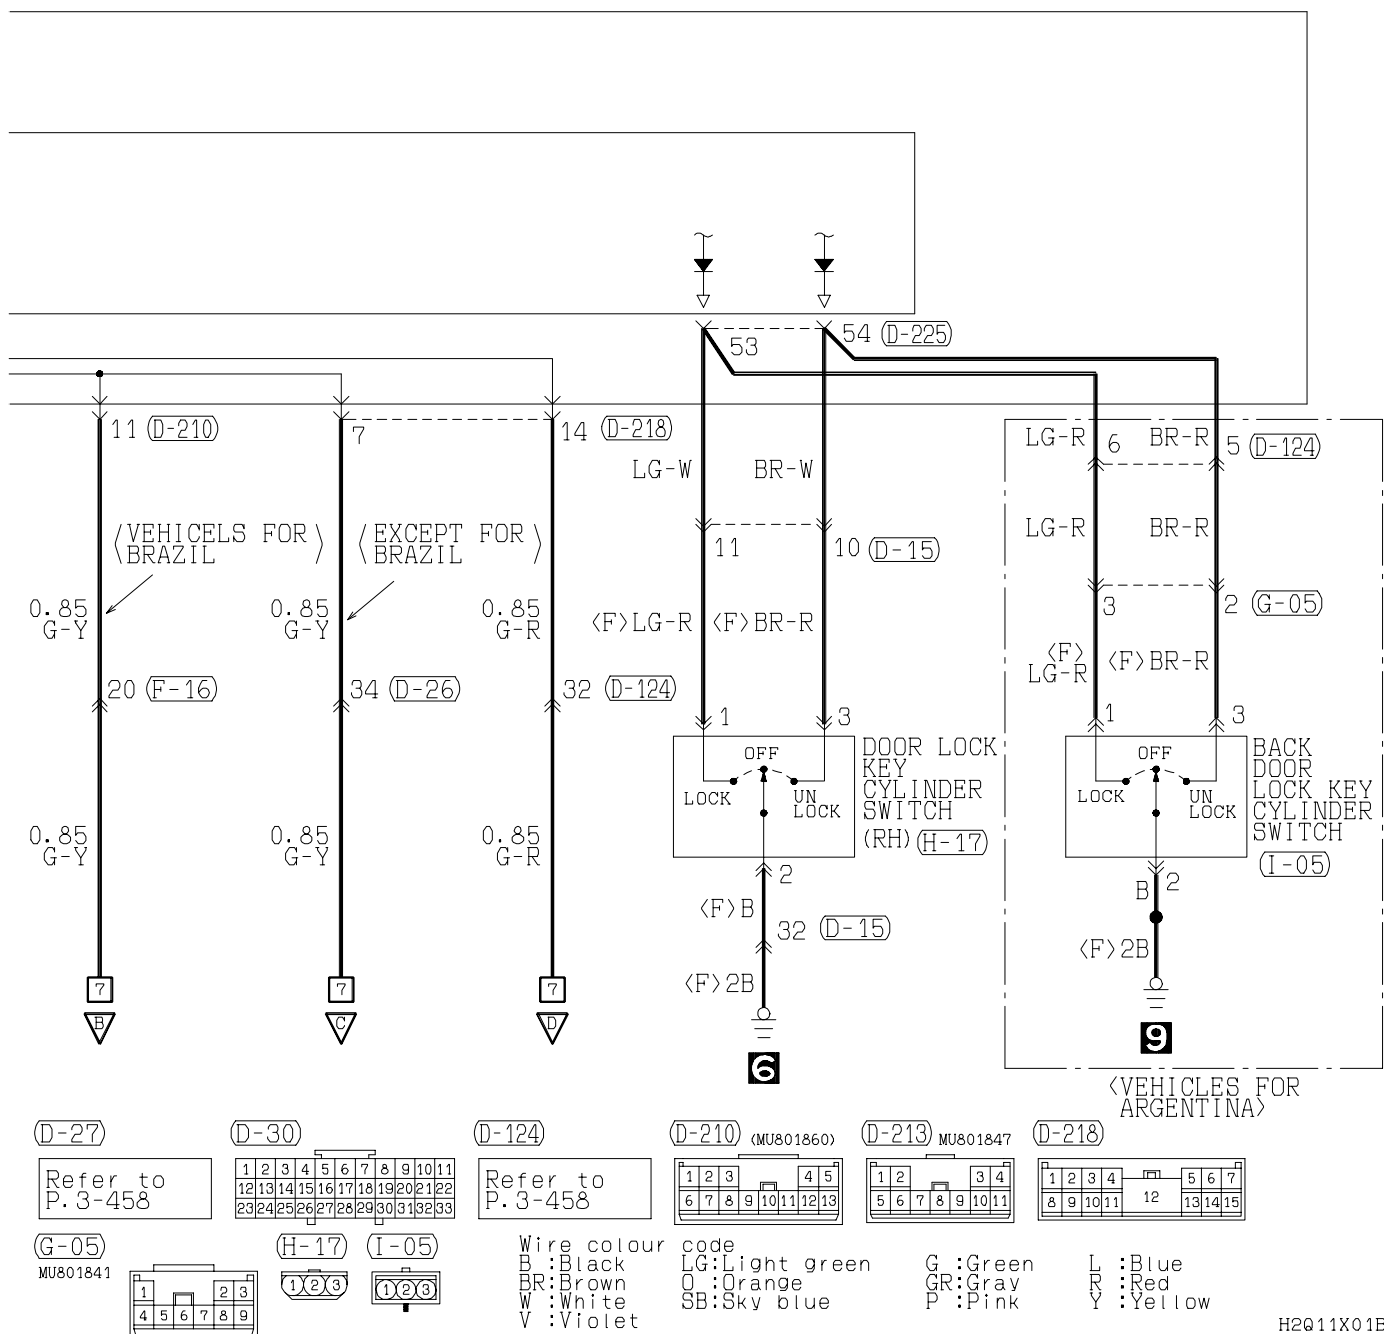 53
54 (D-225)
11 (D-210)
7
14 (D-218)
LG-R 6 BR-R 5 (D-124)
LG-W BR-W
<VEHICELS FOR
BRAZIL>
<EXCEPT FOR
BRAZIL>
11 10 (D-15)
LG-R BR-R
0.85
G-Y
0.85
G-Y
0.85
G-R
<F>LG-R <F>BR-R
3 2 (G-05)
<F>
LG-R
<F>BR-R
20 (F-16)
34 (D-26)
32 (D-124)
1 3
1 3
OFF
LOCK
UN
LOCK
DOOR LOCK
KEY
CYLINDER
SWITCH
(RH) (H-17)
OFF
LOCK
UN
LOCK
BACK
DOOR
LOCK KEY
CYLINDER
SWITCH
(I-05)
0.85
G-Y
0.85
G-Y
0.85
G-R
2
<F>B
32 (D-15)
<F>2B
B 2
<F>2B
7 7 7
B C D
6
9
<VEHICLES FOR
ARGENTINA>
(D-27) (D-30) (D-124) (D-210) (MU801860) (D-213) MU801847 (D-218)
Refer to
P.3-458
1 2 3 4 5 6 7 8 9 10 11
12 13 14 15 16 17 18 19 20 21 22
23 24 25 26 27 28 29 30 31 32 33
Refer to
P.3-458
1 2 3 4 5
6 7 8 9 10 11 12 13
1 2 3 4
5 6 7 8 9 10 11
1 2 3 4 5 6 7
8 9 10 11 12 13 14 15
(G-05) (H-17) (I-05)
MU801841
1 2 3
4 5 6 7 8 9
1 2 3
1 2 3
Wire colour code
B :Black LG:Light green G :Green L :Blue
BR:Brown O :Orange GR:Gray R :Red
W :White SB:Sky blue P :Pink Y :Yellow
V :Violet
H2Q11X01B